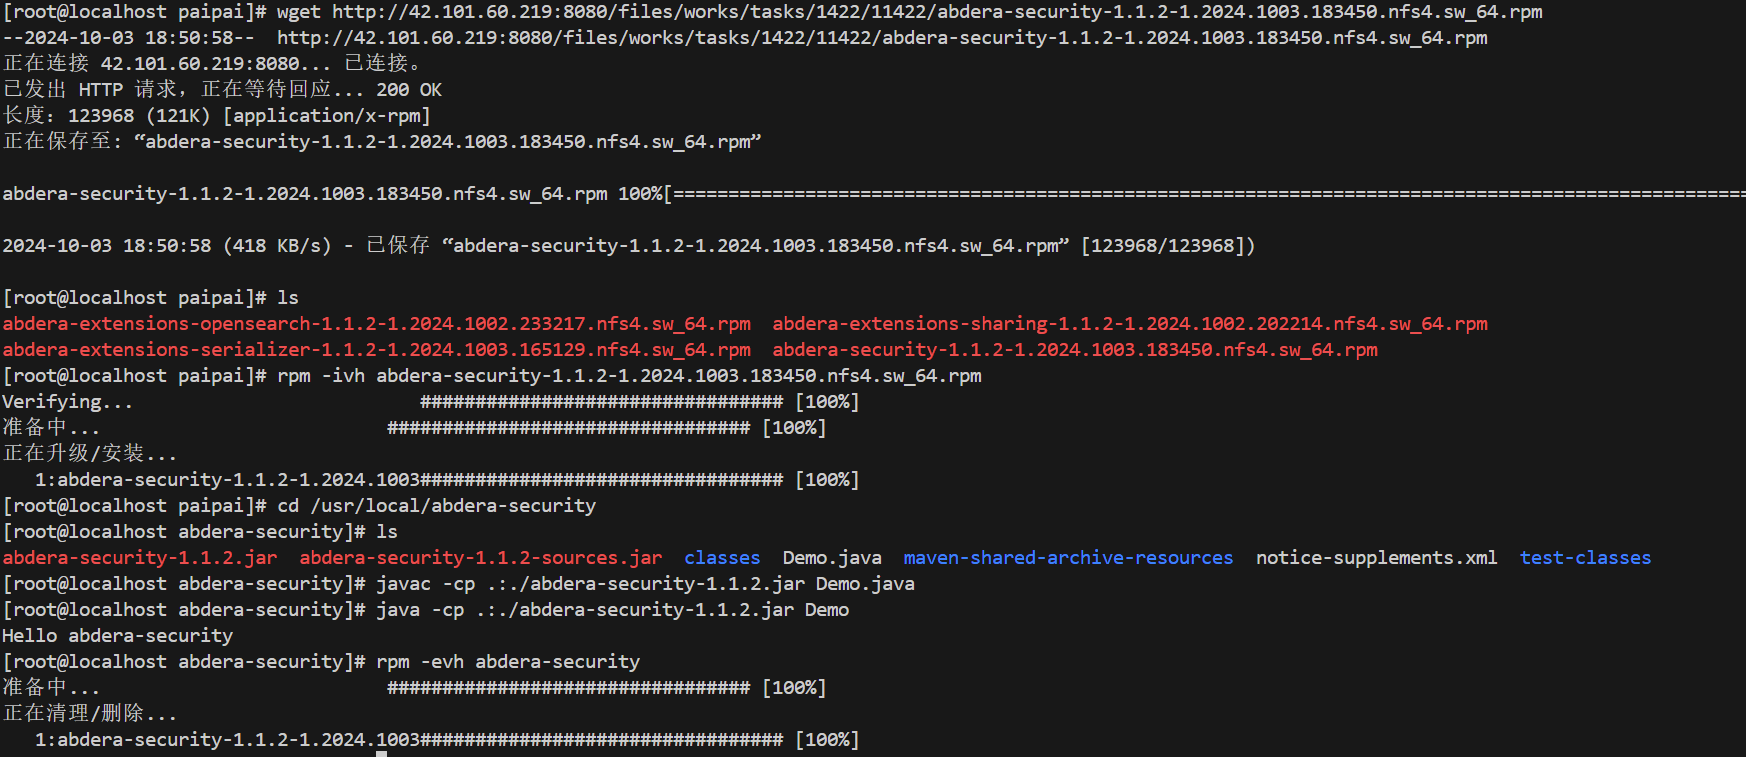 [root@localhost paipai]# wget http://42.101.60.219:8080/files/works/tasks/1422/11422/abdera-security-1.1.2-1.2024.1003.183450.nfs4.sw_64.rpm
--2024-10-03 18:50:58--  http://42.101.60.219:8080/files/works/tasks/1422/11422/abdera-security-1.1.2-1.2024.1003.183450.nfs4.sw_64.rpm
正在连接 42.101.60.219:8080... 已连接。
已发出 HTTP 请求，正在等待回应... 200 OK
长度：123968 (121K) [application/x-rpm]
正在保存至: “abdera-security-1.1.2-1.2024.1003.183450.nfs4.sw_64.rpm”
abdera-security-1.1.2-1.2024.1003.183450.nfs4.sw_64.rpm 100%[==================================================================================================
2024-10-03 18:50:58 (418 KB/s) - 已保存 “abdera-security-1.1.2-1.2024.1003.183450.nfs4.sw_64.rpm” [123968/123968])
[root@localhost paipai]# ls
abdera-extensions-opensearch-1.1.2-1.2024.1002.233217.nfs4.sw_64.rpm  abdera-extensions-sharing-1.1.2-1.2024.1002.202214.nfs4.sw_64.rpm
abdera-extensions-serializer-1.1.2-1.2024.1003.165129.nfs4.sw_64.rpm  abdera-security-1.1.2-1.2024.1003.183450.nfs4.sw_64.rpm
[root@localhost paipai]# rpm -ivh abdera-security-1.1.2-1.2024.1003.183450.nfs4.sw_64.rpm
Verifying...                          ################################# [100%]
准备中...                          ################################# [100%]
正在升级/安装...
   1:abdera-security-1.1.2-1.2024.1003################################# [100%]
[root@localhost paipai]# cd /usr/local/abdera-security
[root@localhost abdera-security]# ls
abdera-security-1.1.2.jar  abdera-security-1.1.2-sources.jar  classes  Demo.java  maven-shared-archive-resources  notice-supplements.xml  test-classes
[root@localhost abdera-security]# javac -cp .:./abdera-security-1.1.2.jar Demo.java
[root@localhost abdera-security]# java -cp .:./abdera-security-1.1.2.jar Demo
Hello abdera-security
[root@localhost abdera-security]# rpm -evh abdera-security
准备中...                          ################################# [100%]
正在清理/删除...
   1:abdera-security-1.1.2-1.2024.1003################################# [100%]